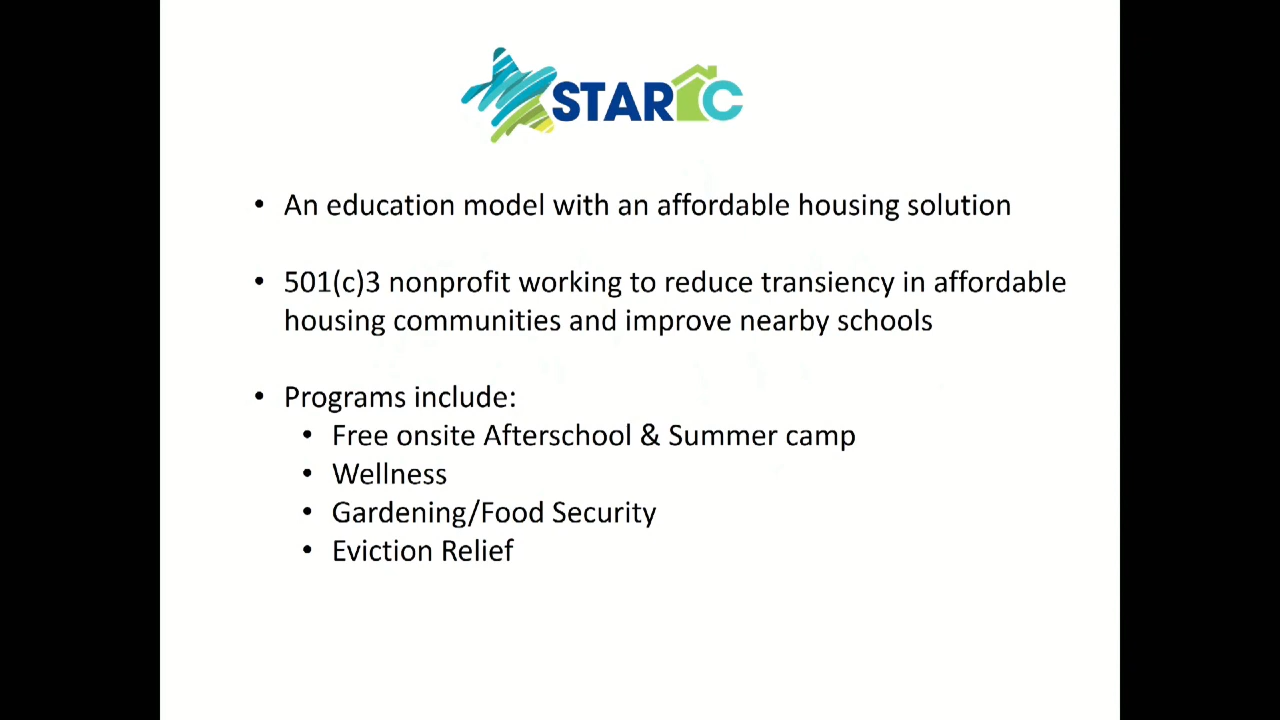 STAR C
• An education model with an affordable housing solution
• 501(c)3 nonprofit working to reduce transiency in affordable
housing communities and improve nearby schools
• Programs include:
• Free onsite Afterschool & Summer camp
• Wellness
• Gardening/Food Security
• Eviction Relief